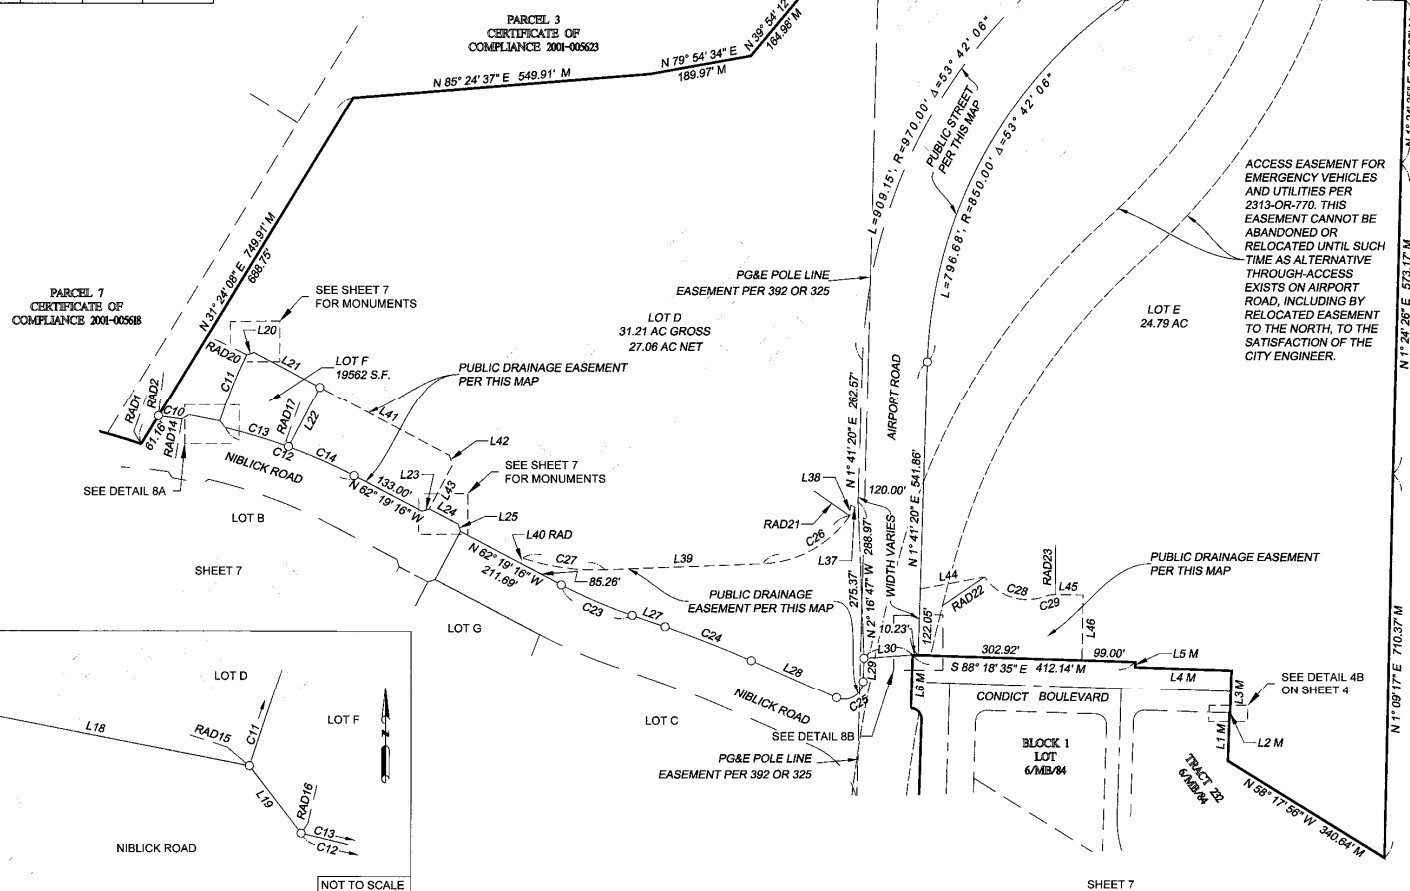 PARCEL 3
CERTIFICATE OF
COMPLIANCE 2001-005623
N 85° 24' 37" E 549.91' M
N 79° 54' 34" E
189.97' M
N 39° 54' 12
164.98' M
N 31° 24' 08" E 749.91' M
688.75'
PARCEL 7
CERTIFICATE OF
COMPLIANCE 2001-005618
SEE SHEET 7
FOR MONUMENTS
L20
RAD20
L21
LOT F
19562 S.F.
C11
RAD1
RAD2
C10
61.16'
RAD14
C13
RAD17
L22
C12
C14
NIBLICK ROAD
SEE DETAIL 8A
PUBLIC DRAINAGE EASEMENT
PER THIS MAP
L41
L42
L23
L43
L24
133.00'
N 62° 19' 16" W
SEE SHEET 7
FOR MONUMENTS
L25
L40 RAD
N 62° 19' 16" W
211.69'
85.26'
LOT B
SHEET 7
LOT G
LOT D
31.21 AC GROSS
27.06 AC NET
PG&E POLE LINE
EASEMENT PER 392 OR 325
L=909.15', R=970.00' Δ=53° 42' 06"
PUBLIC STREET
PER THIS MAP
L=796.68', R=850.00' Δ=53° 42' 06"
ACCESS EASEMENT FOR
EMERGENCY VEHICLES
AND UTILITIES PER
2313-OR-770. THIS
EASEMENT CANNOT BE
ABANDONED OR
RELOCATED UNTIL SUCH
TIME AS ALTERNATIVE
THROUGH-ACCESS
EXISTS ON AIRPORT
ROAD, INCLUDING BY
RELOCATED EASEMENT
TO THE NORTH, TO THE
SATISFACTION OF THE
CITY ENGINEER.
LOT E
24.79 AC
N 1° 24' 26" E 573.17' M
N 1° 09' 17" E 710.37' M
N 1° 41' 20" E 262.57'
AIRPORT ROAD
N 1° 41' 20" E 541.86'
L38
120.00'
RAD21
C26
L37
C27
L39
275.37'
N 2° 16' 47" W 288.97'
WIDTH VARIES
L44
RAD22
C28
RAD23
C29
L45
L46
PUBLIC DRAINAGE EASEMENT
PER THIS MAP
PUBLIC DRAINAGE
EASEMENT PER THIS MAP
C23
L27
C24
L28
NIBLICK ROAD
C25
L29
L30
10.23'
122.05'
302.92'
99.00'
S 88° 18' 35" E 412.14' M
L5 M
L4 M
L6 M
L3 M
L1 M
L2 M
SEE DETAIL 4B
ON SHEET 4
CONDICT BOULEVARD
LOT C
SEE DETAIL 8B
PG&E POLE LINE
EASEMENT PER 392 OR 325
BLOCK 1
LOT
6/MB/84
TRACT 232
6/MB/84
N 58° 17' 56" W 340.64' M
SHEET 7
LOT D
L18
RAD15
C11
LOT F
L19
RAD16
C13
C12
NIBLICK ROAD
N
NOT TO SCALE